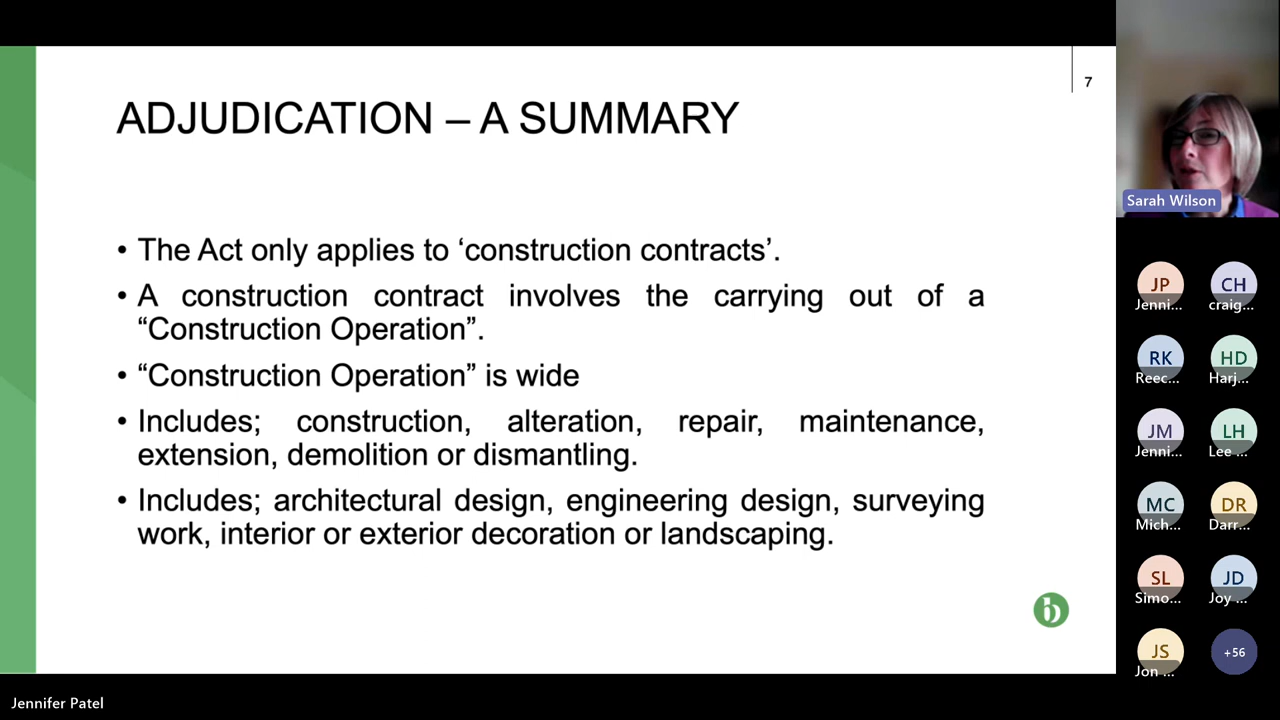 7
ADJUDICATION – A SUMMARY
• The Act only applies to ‘construction contracts’.
• A construction contract involves the carrying out of a
“Construction Operation”.
• “Construction Operation” is wide
• Includes; construction, alteration, repair, maintenance,
extension, demolition or dismantling.
• Includes; architectural design, engineering design, surveying
work, interior or exterior decoration or landscaping.
b
Jennifer Patel
Sarah Wilson
JP CH
Jenni... craig...
RK HD
Reec... Harj...
JM LH
Jenni... Lee ...
MC DR
Mich... Darr...
SL JD
Simo... Joy ...
JS +56
Jon ...